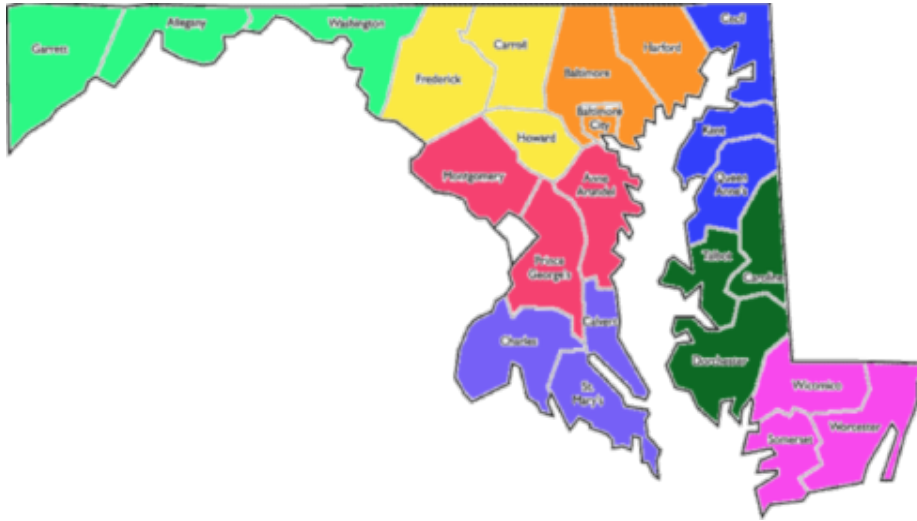 Garrett
Allegany
Washington
Frederick
Carroll
Baltimore
Harford
Cecil
Baltimore
City
Howard
Kent
Montgomery
Anne
Arundel
Queen
Anne's
Prince
George's
Talbot
Caroline
Charles
Calvert
St.
Mary's
Dorchester
Wicomico
Somerset
Worcester